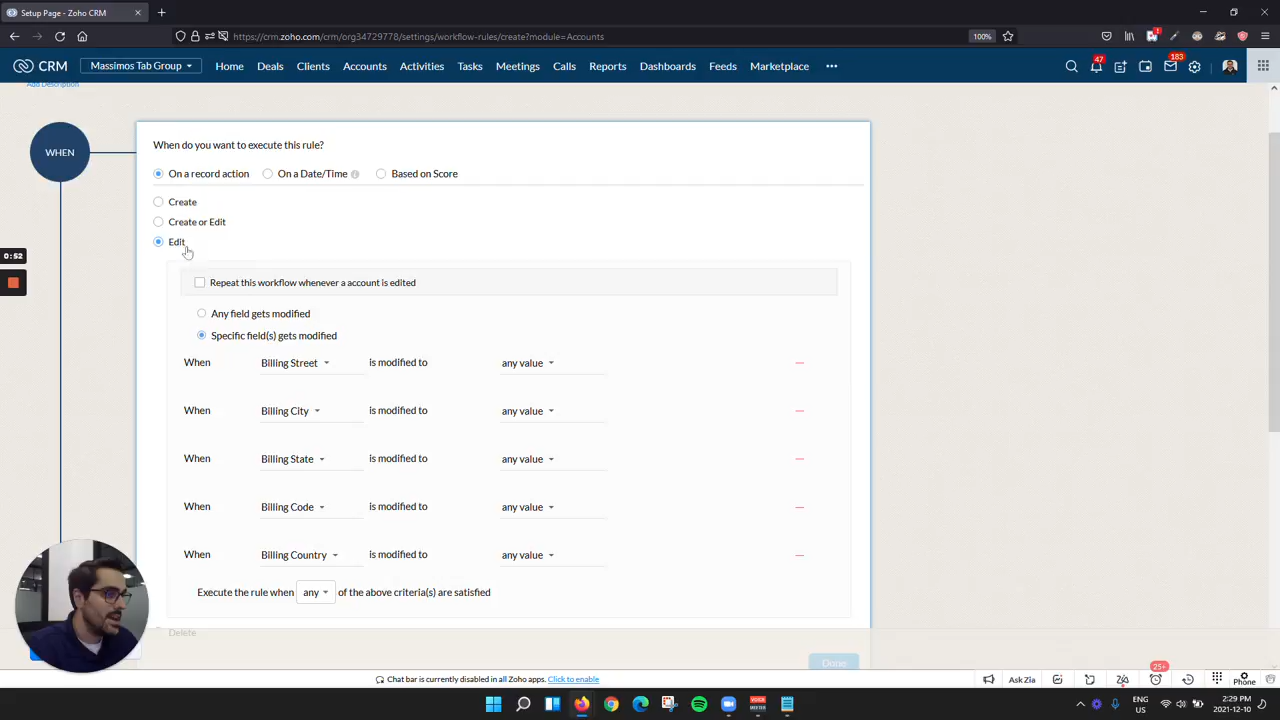 Setup Page - Zoho CRM
https://crm.zoho.com/crm/org34729778/settings/workflow-rules/create?module=Accounts
100%
CRM
Massimos Tab Group
Home
Deals
Clients
Accounts
Activities
Tasks
Meetings
Calls
Reports
Dashboards
Feeds
Marketplace
47
183
Add Description
WHEN
When do you want to execute this rule?
On a record action
On a Date/Time
Based on Score
Create
Create or Edit
Edit
0:52
Repeat this workflow whenever a account is edited
Any field gets modified
Specific field(s) gets modified
When Billing Street is modified to any value
When Billing City is modified to any value
When Billing State is modified to any value
When Billing Code is modified to any value
When Billing Country is modified to any value
Execute the rule when any of the above criteria(s) are satisfied
Delete
Done
Chat bar is currently disabled in all Zoho apps. Click to enable
25+
Ask Zia
Phone
VOICE
MEETER
ENG
US
2:29 PM
2021-12-10